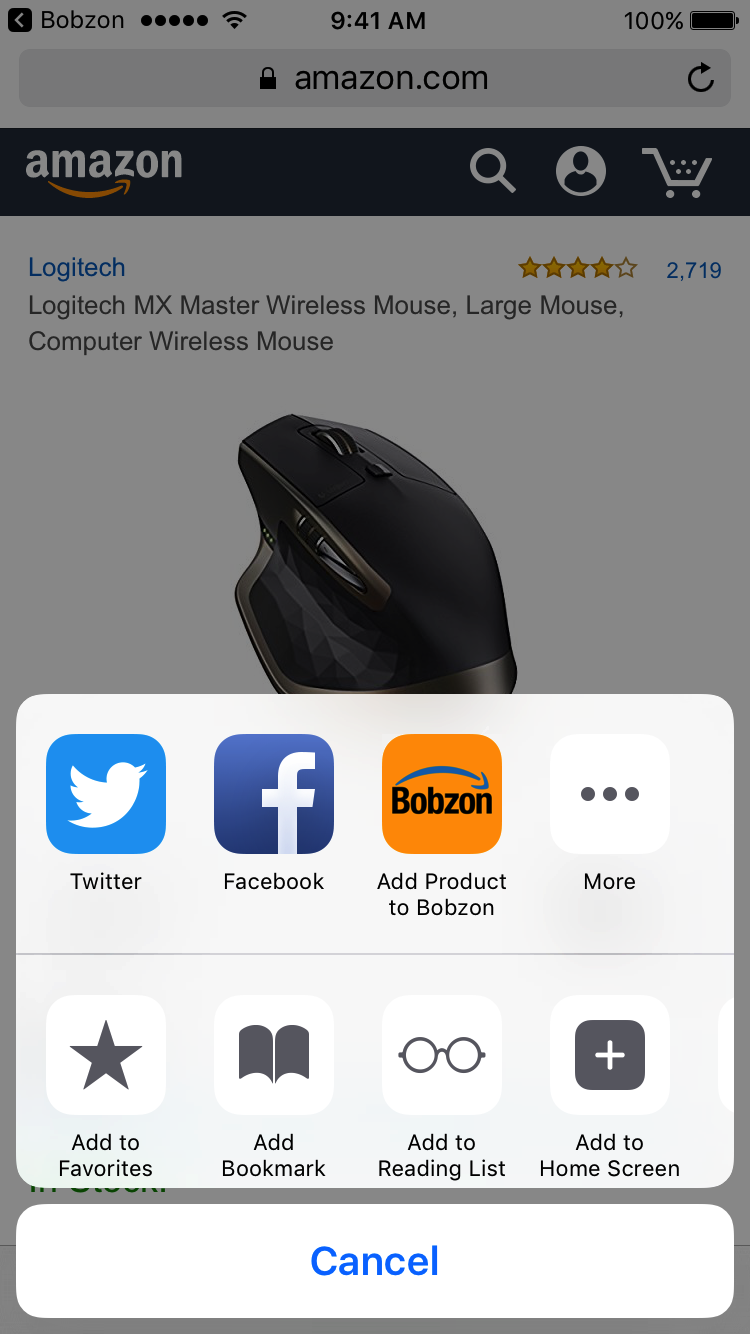 Bobzon
9:41 AM
100%
amazon.com
amazon
Logitech
2,719
Logitech MX Master Wireless Mouse, Large Mouse,
Computer Wireless Mouse
Bobzon
Twitter
Facebook
Add Product
to Bobzon
More
Add to
Favorites
Add
Bookmark
Add to
Reading List
Add to
Home Screen
In Stock.
Cancel